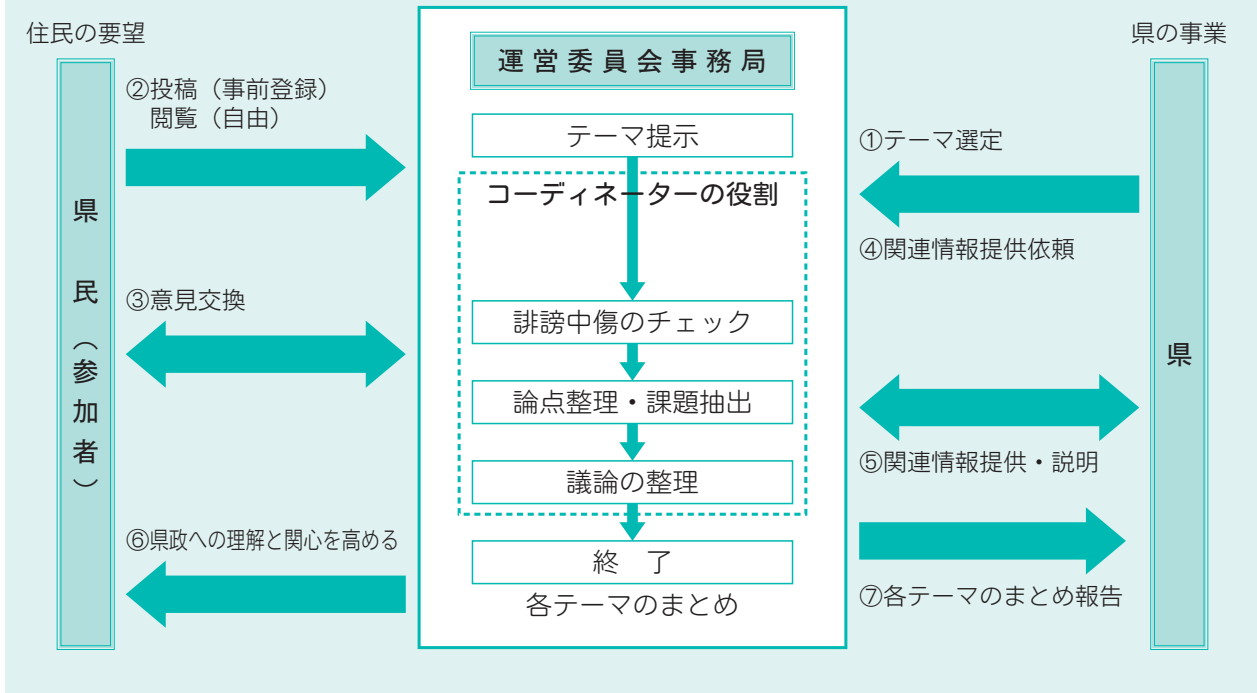 住民の要望
県民（参加者）
②投稿（事前登録）
閲覧（自由）
③意見交換
⑥県政への理解と関心を高める
運営委員会事務局
テーマ提示
コーディネーターの役割
誹謗中傷のチェック
論点整理・課題抽出
議論の整理
終　了
各テーマのまとめ
県の事業
①テーマ選定
④関連情報提供依頼
⑤関連情報提供・説明
⑦各テーマのまとめ報告
県